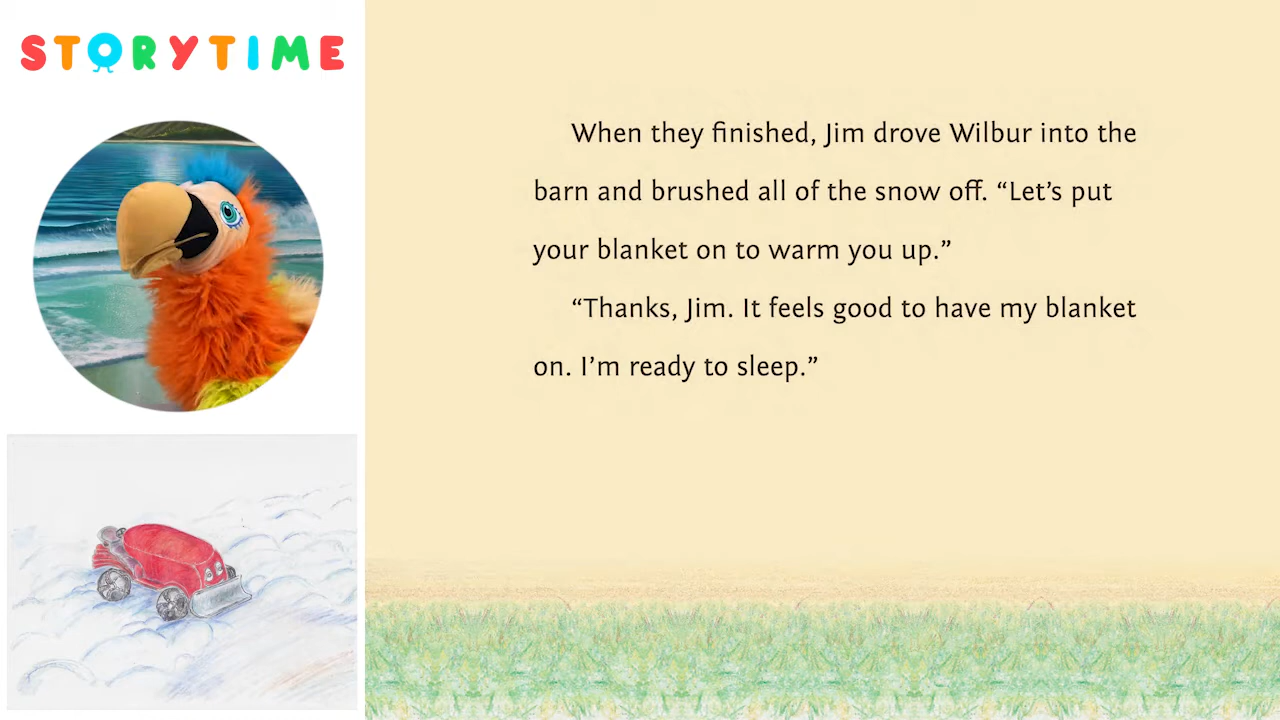 STORYTIME
When they finished, Jim drove Wilbur into the
barn and brushed all of the snow off. “Let’s put
your blanket on to warm you up.”
“Thanks, Jim. It feels good to have my blanket
on. I’m ready to sleep.”